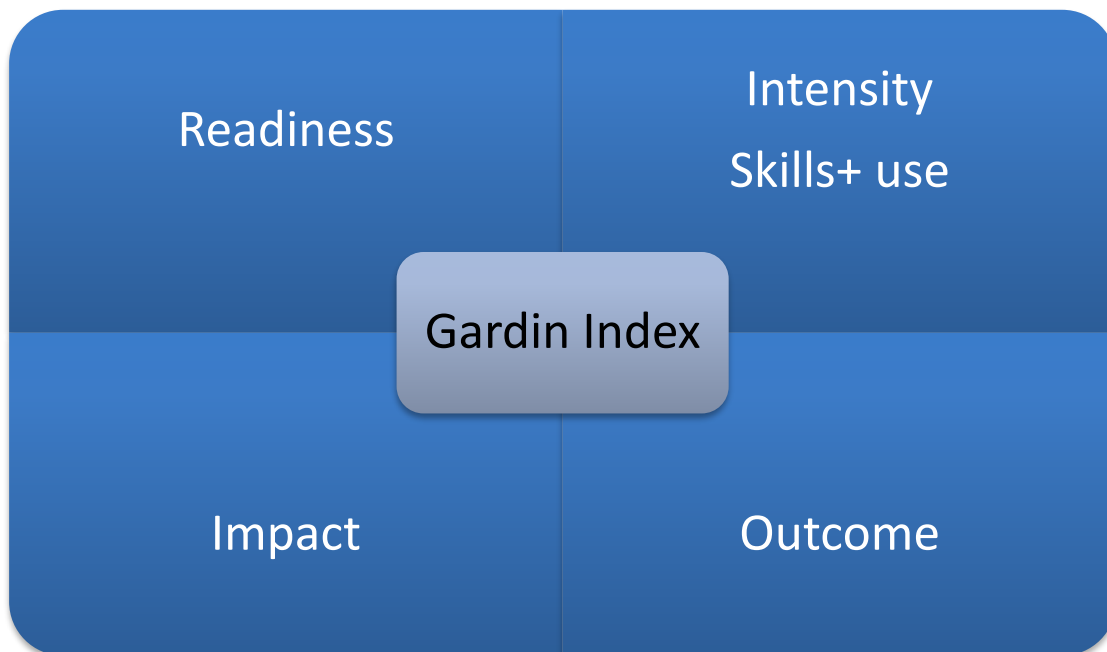 Readiness
Intensity
Skills+ use
Gardin Index
Impact
Outcome